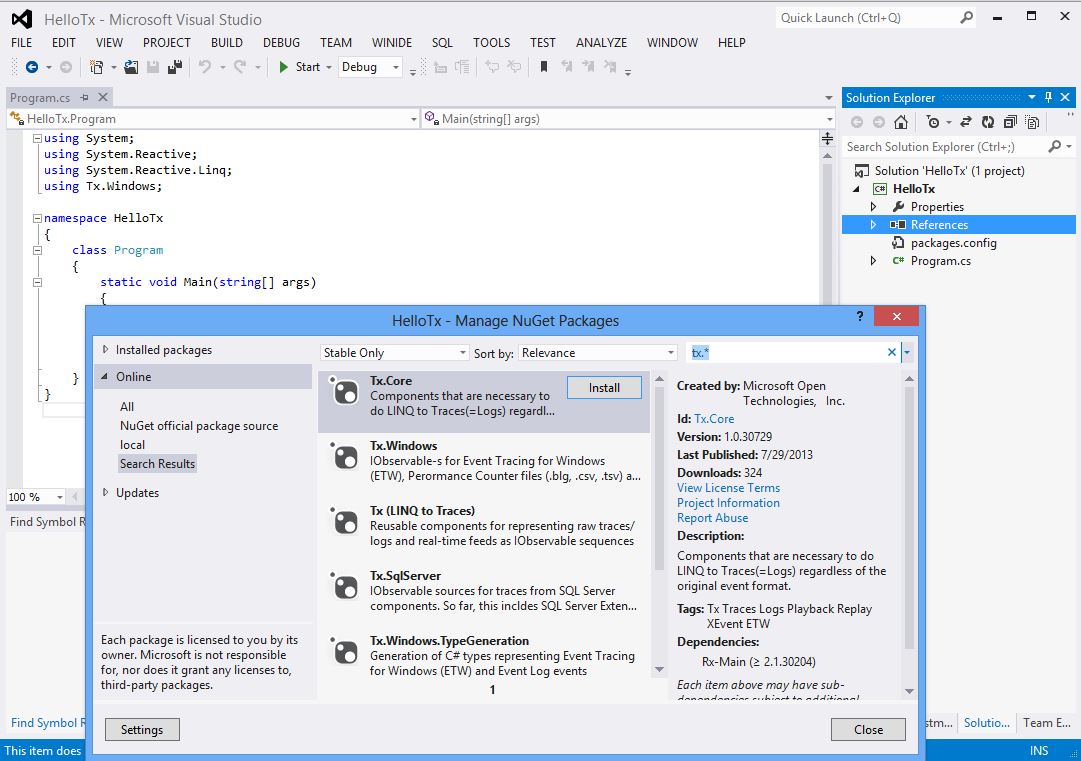 HelloTx - Microsoft Visual Studio
Quick Launch (Ctrl+Q)
FILE EDIT VIEW PROJECT BUILD DEBUG TEAM WINIDE SQL TOOLS TEST ANALYZE WINDOW HELP
Start Debug
Program.cs
HelloTx.Program
Main(string[] args)
using System;
using System.Reactive;
using System.Reactive.Linq;
using Tx.Windows;
namespace HelloTx
{
class Program
{
static void Main(string[] args)
{
}
}
100 %
Find Symbol R
Find Symbol R
This item does
Solution Explorer
Search Solution Explorer (Ctrl+;)
Solution 'HelloTx' (1 project)
C# HelloTx
Properties
References
packages.config
C# Program.cs
HelloTx - Manage NuGet Packages
?
Installed packages
Online
All
NuGet official package source
local
Search Results
Updates
Each package is licensed to you by its
owner. Microsoft is not responsible
for, nor does it grant any licenses to,
third-party packages.
Settings
Stable Only
Sort by: Relevance
tx.*
Tx.Core
Components that are necessary to
do LINQ to Traces(=Logs) regardl...
Install
Tx.Windows
IObservable-s for Event Tracing for Windows
(ETW), Perormance Counter files (.blg, .csv, .tsv) a...
Tx (LINQ to Traces)
Reusable components for representing raw traces/
logs and real-time feeds as IObservable sequences
Tx.SqlServer
IObservable sources for traces from SQL Server
components. So far, this incldes SQL Server Exten...
Tx.Windows.TypeGeneration
Generation of C# types representing Event Tracing
for Windows (ETW) and Event Log events
1
Created by: Microsoft Open
Technologies, Inc.
Id: Tx.Core
Version: 1.0.30729
Last Published: 7/29/2013
Downloads: 324
View License Terms
Project Information
Report Abuse
Description:
Components that are necessary to do
LINQ to Traces(=Logs) regardless of the
original event format.
Tags: Tx Traces Logs Playback Replay
XEvent ETW
Dependencies:
Rx-Main (≥ 2.1.30204)
Each item above may have sub-
dependencies subject to additional
Close
stm... Solutio... Team E...
INS